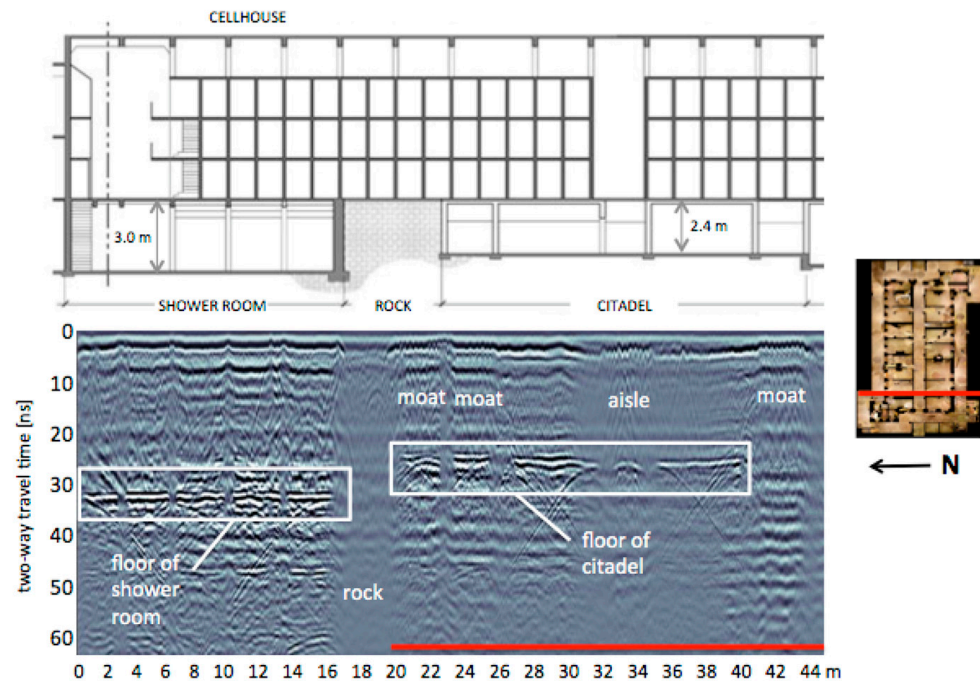 CELLHOUSE
3.0 m
2.4 m
SHOWER ROOM
ROCK
CITADEL
two-way travel time [ns]
0
10
20
30
40
50
60
moat
moat
aisle
moat
floor of
shower
room
rock
floor of
citadel
0 2 4 6 8 10 12 14 16 18 20 22 24 26 28 30 32 34 36 38 40 42 44 m
N